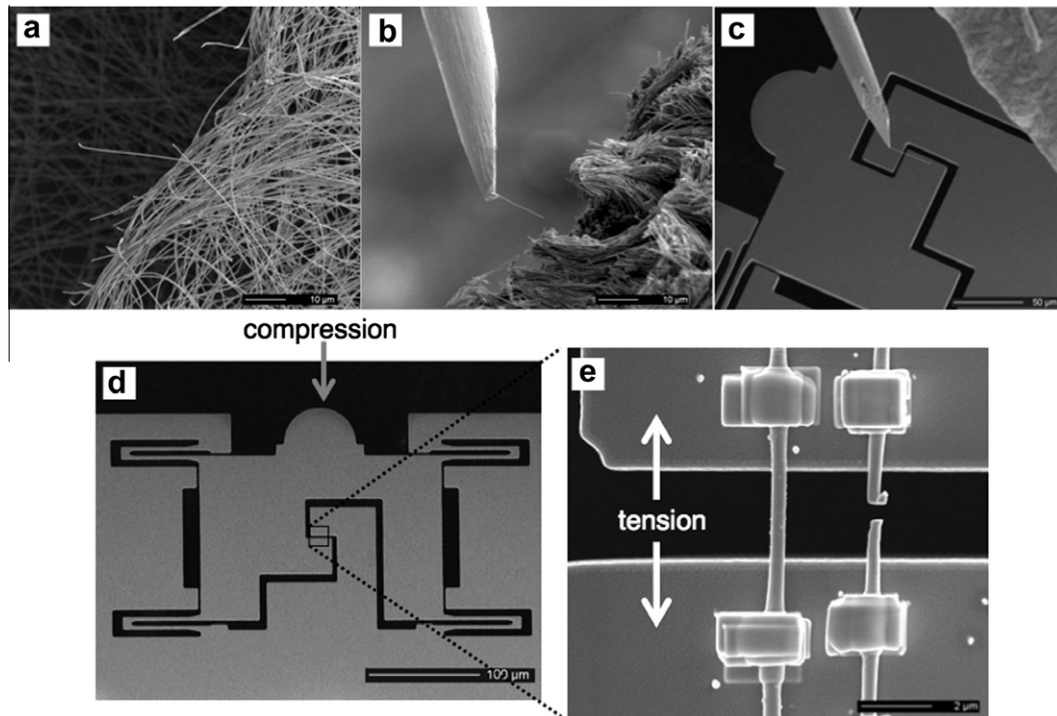 a
b
c
10 µm
10 µm
50 µm
compression
d
e
tension
100 µm
2 µm